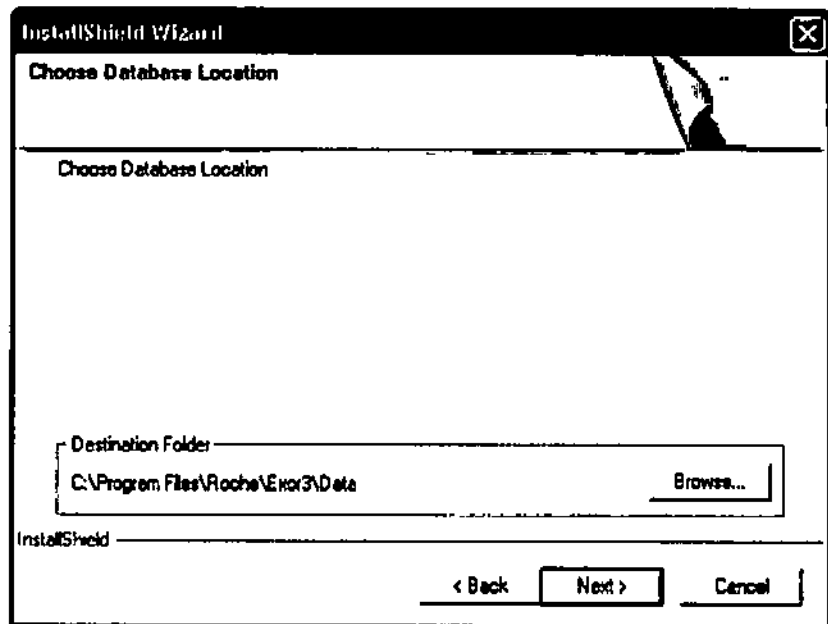 InstallShield Wizard
Choose Database Location
Choose Database Location
Destination Folder
C:\Program Files\Roche\Exor3\Data
Browse...
InstallShield
< Back
Next >
Cancel